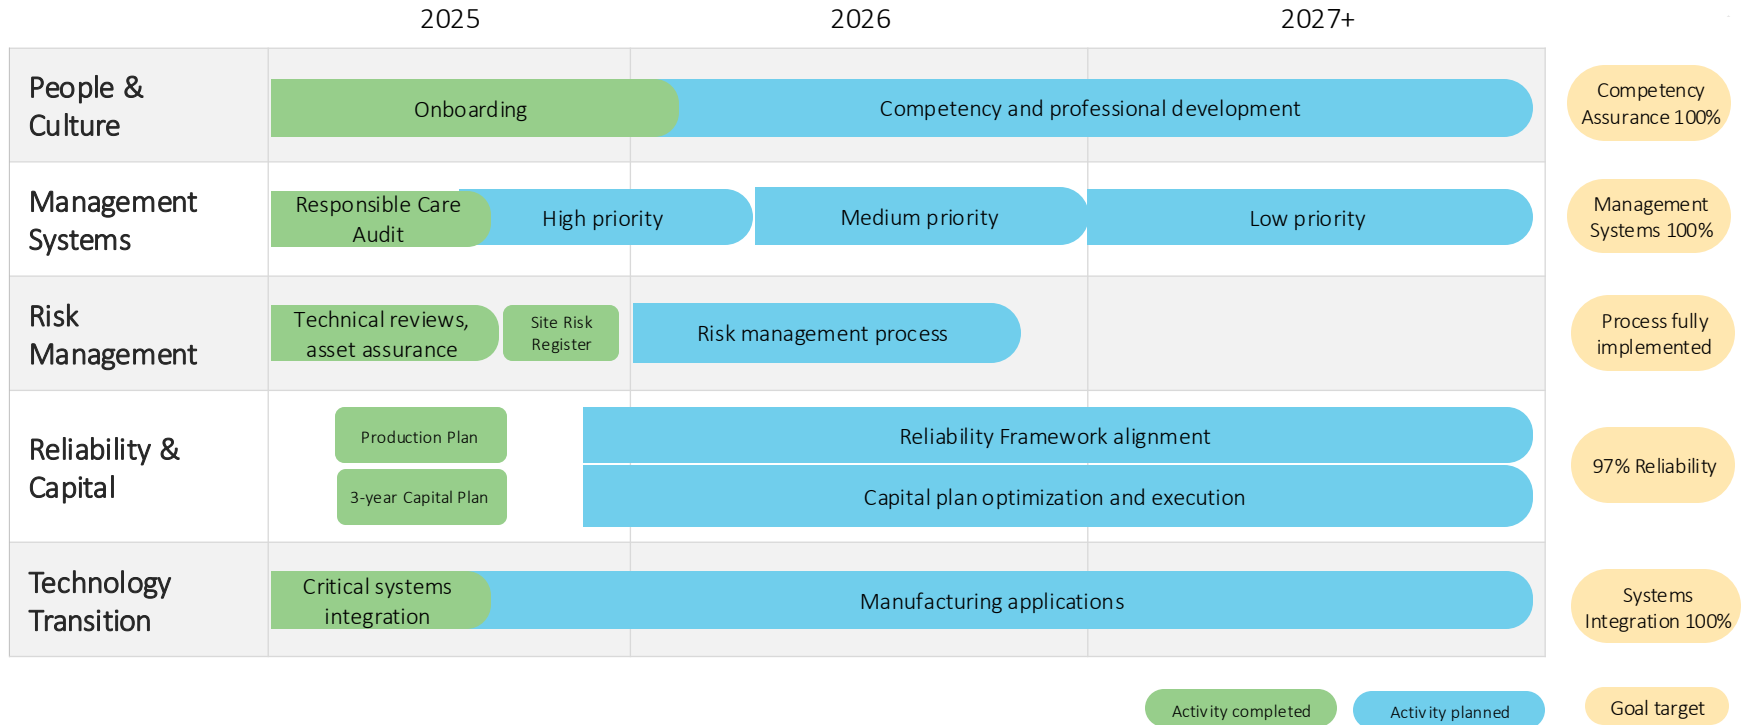 2025
2026
2027+
People &
Culture
Onboarding
Competency and professional development
Competency
Assurance 100%
Management
Systems
Responsible Care
Audit
High priority
Medium priority
Low priority
Management
Systems 100%
Risk
Management
Technical reviews,
asset assurance
Site Risk
Register
Risk management process
Process fully
implemented
Reliability &
Capital
Production Plan
3-year Capital Plan
Reliability Framework alignment
Capital plan optimization and execution
97% Reliability
Technology
Transition
Critical systems
integration
Manufacturing applications
Systems
Integration 100%
Activity completed
Activity planned
Goal target